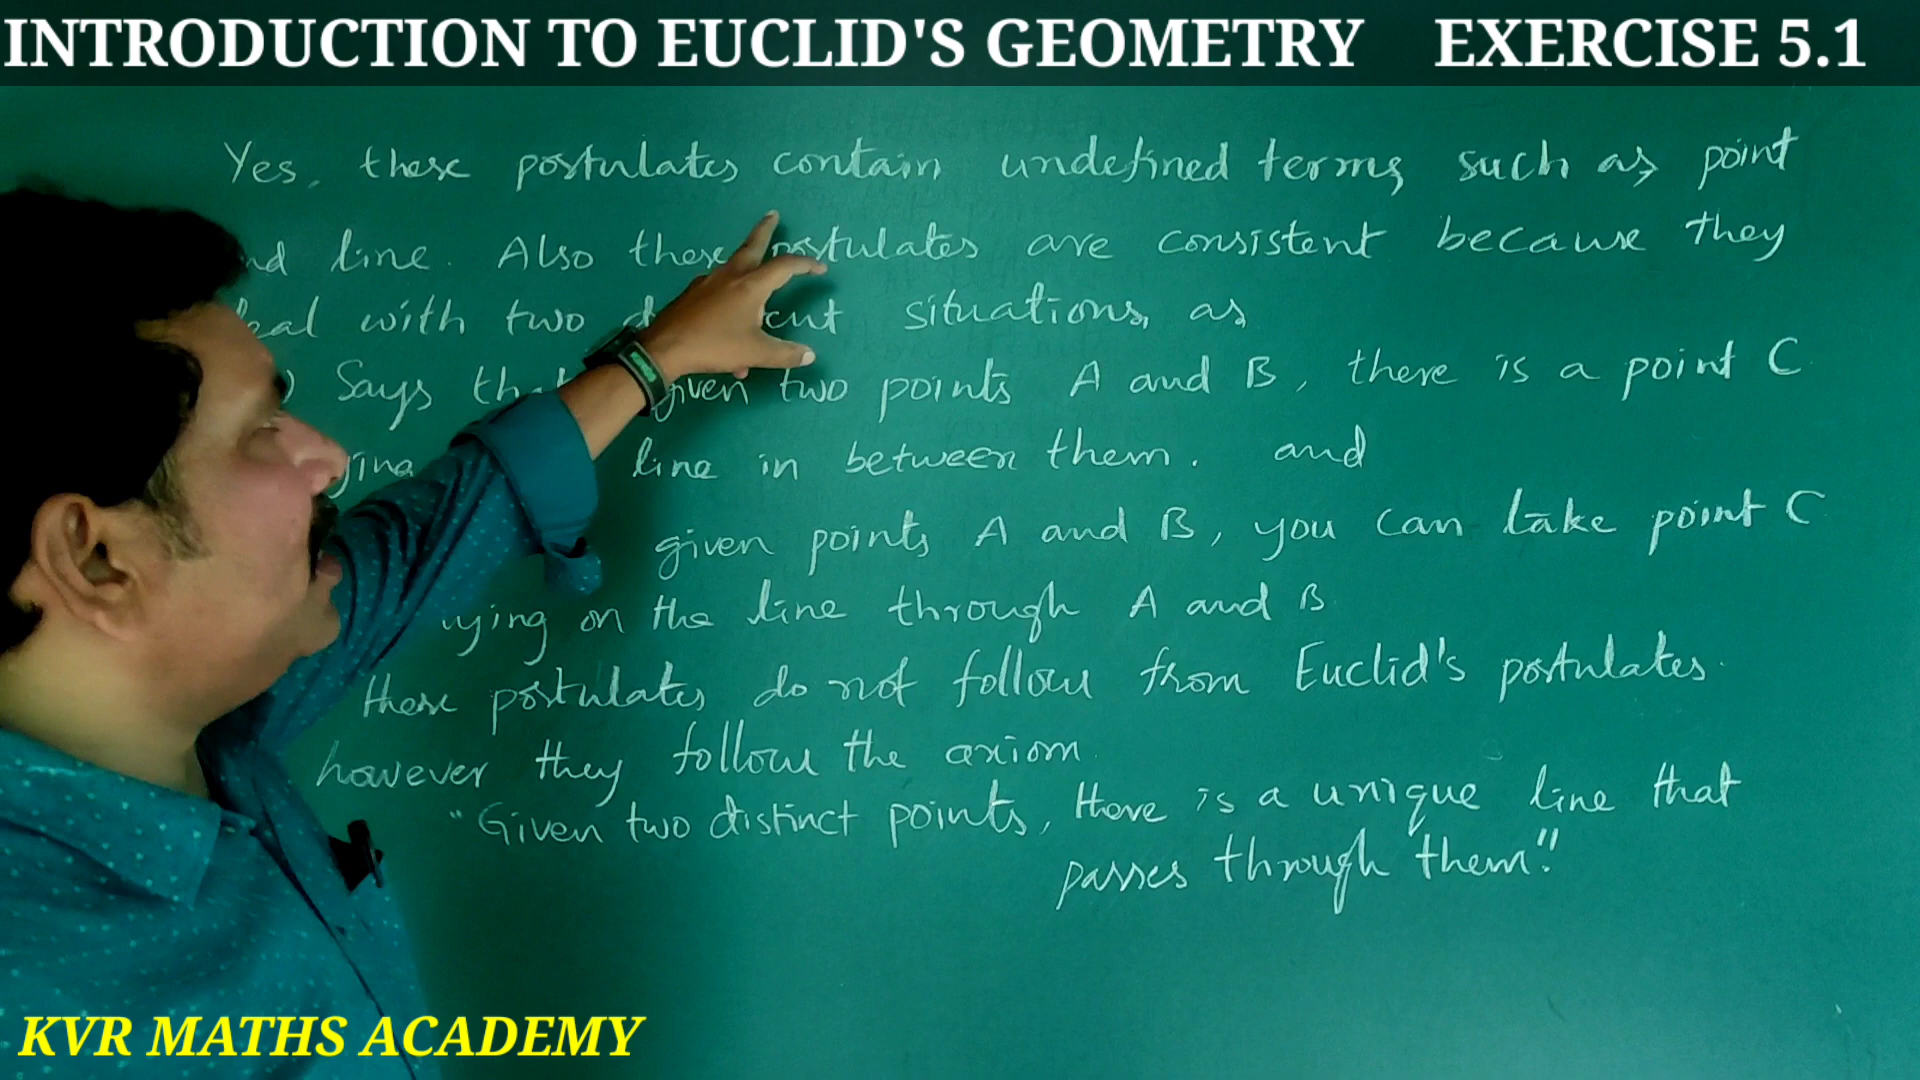 INTRODUCTION TO EUCLID'S GEOMETRY EXERCISE 5.1
Yes, these postulates contain undefined terms such as point
line. Also these postulates are consistent because they
with two situations, as
Says given two points A and B, there is a point C
line in between them. and
given points A and B, you can take point C
on the line through A and B
these postulates do not follow from Euclid's postulates.
however they follow the axiom.
"Given two distinct points, there is a unique line that
passes through them".
KVR MATHS ACADEMY